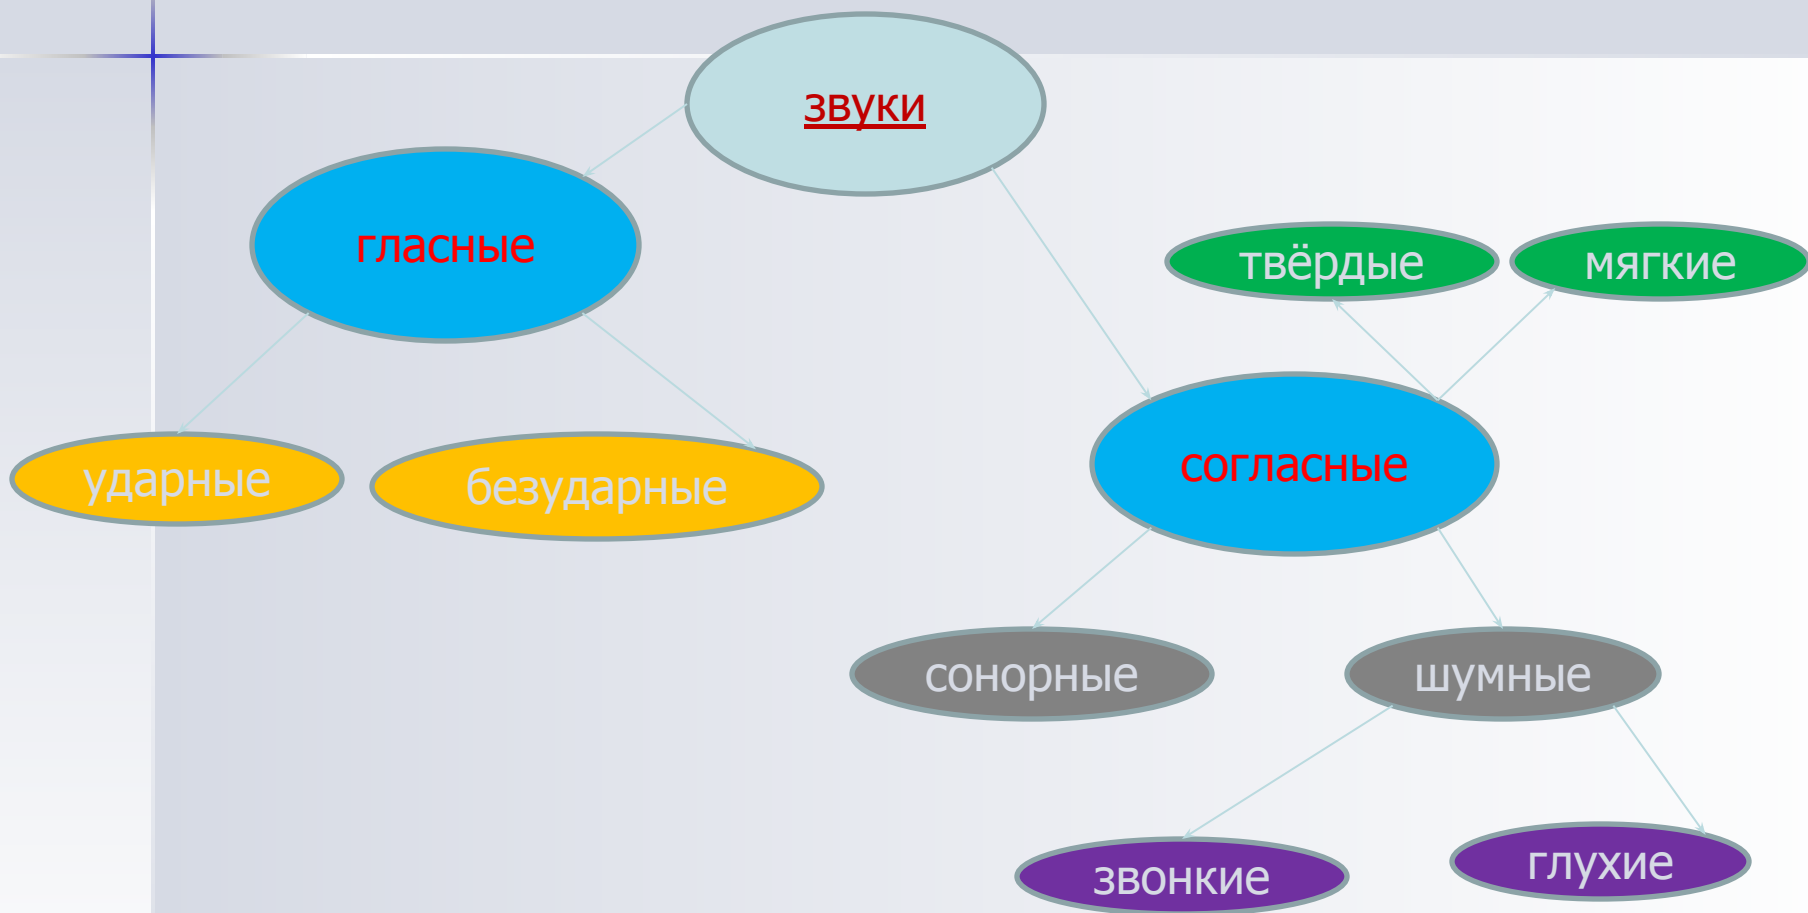 звуки
гласные
твёрдые
мягкие
согласные
ударные
безударные
сонорные
шумные
звонкие
глухие